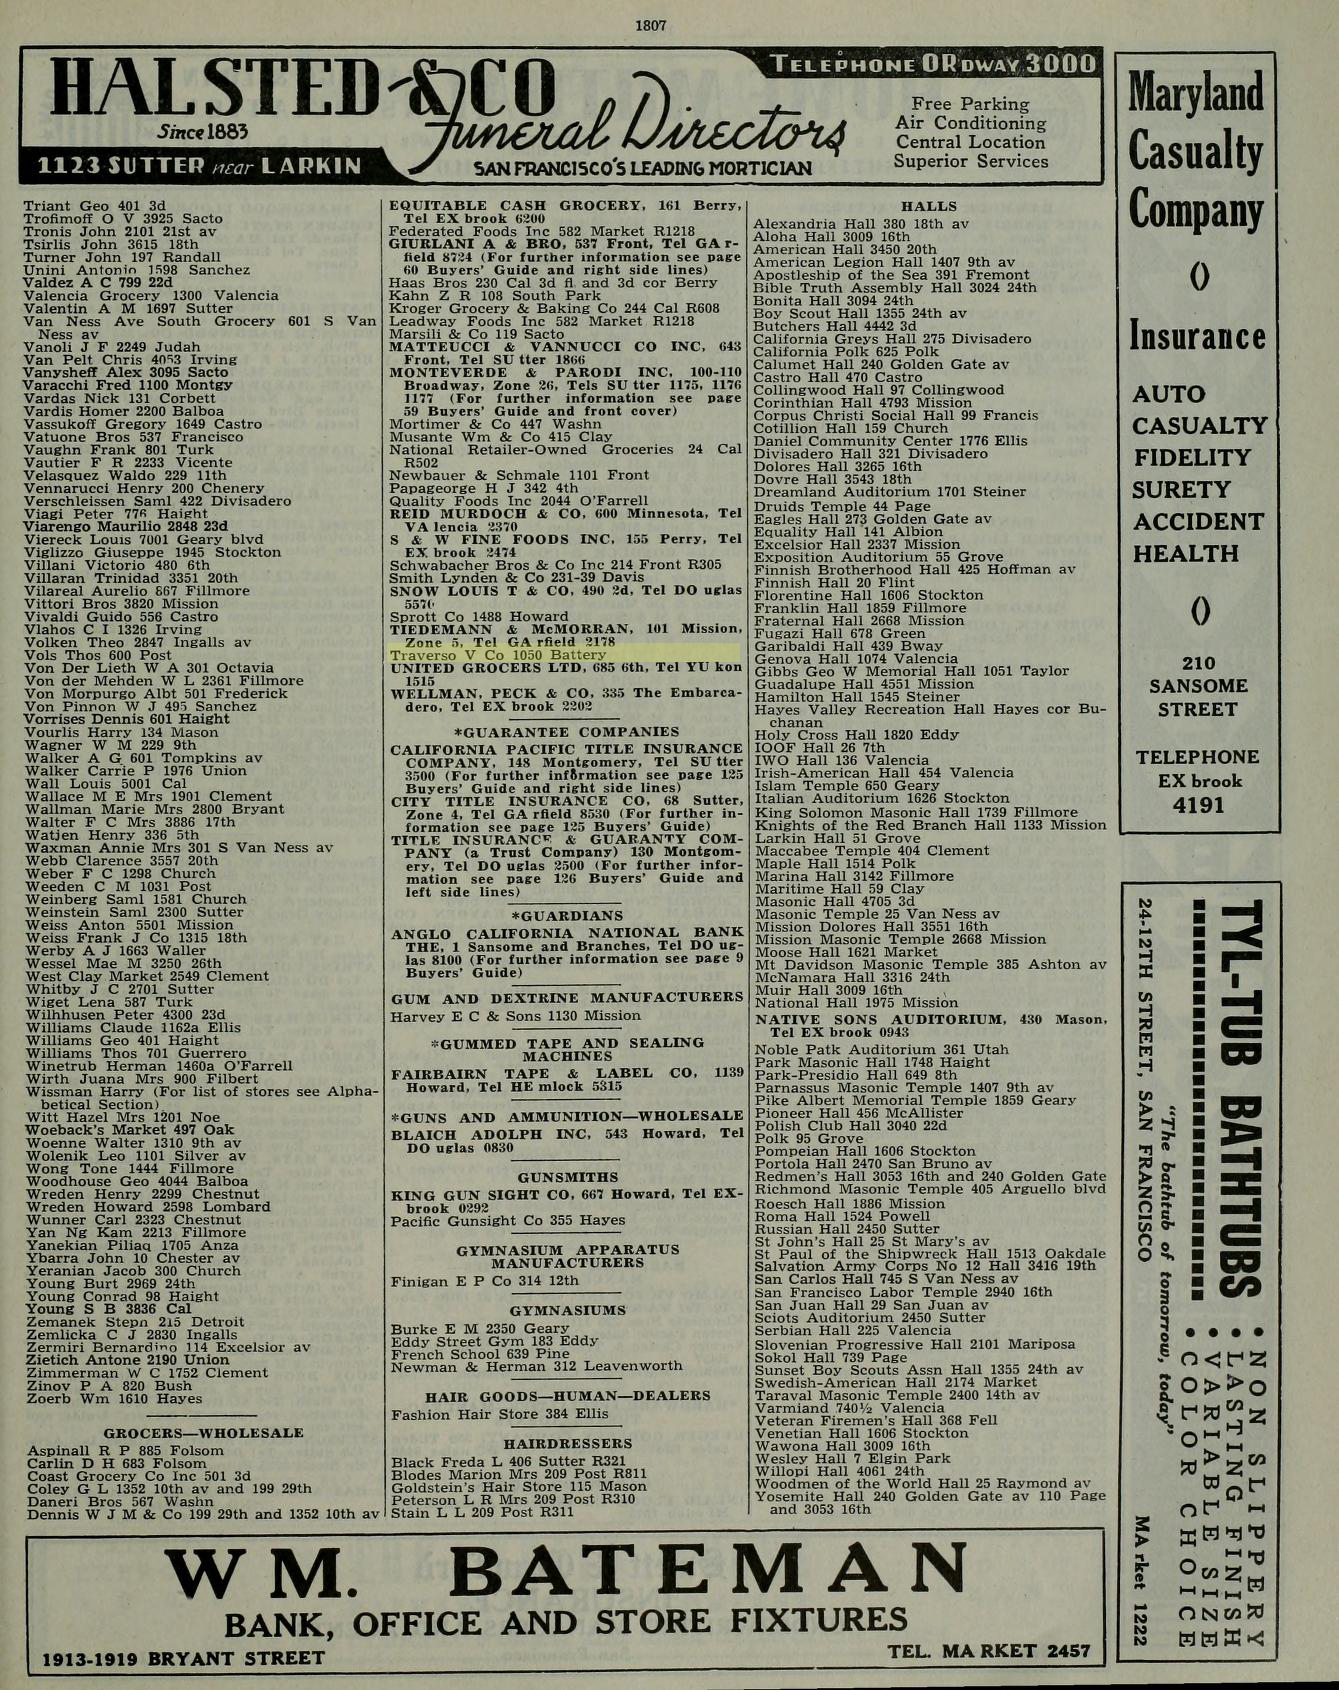 1807
HALSTED & CO
Since 1883
Funeral Directors
TELEPHONE ORDWAY 3000
Free Parking
Air Conditioning
Central Location
Superior Services
1123 SUTTER near LARKIN
SAN FRANCISCO'S LEADING MORTICIAN
Triant Geo 401 3d
Trofimoff O V 3925 Sacto
Tronis John 2101 21st av
Tsirlis John 3615 18th
Turner John 197 Randall
Unini Antonio 1598 Sanchez
Valdez A C 799 22d
Valencia Grocery 1300 Valencia
Valentin A M 1697 Sutter
Van Ness Ave South Grocery 601 S Van
Ness av
Vanoli J F 2249 Judah
Van Pelt Chris 4053 Irving
Vanysheff Alex 3095 Sacto
Varacchi Fred 1100 Montgy
Vardas Nick 131 Corbett
Vardis Homer 2200 Balboa
Vassukoff Gregory 1649 Castro
Vatuone Bros 537 Francisco
Vaughn Frank 801 Turk
Vautier F R 2233 Vicente
Velasquez Waldo 229 11th
Vennarucci Henry 200 Chenery
Verschleissen Saml 422 Divisadero
Viagi Peter 776 Haight
Viarengo Maurilio 2848 23d
Viereck Louis 7001 Geary blvd
Viglizzo Giuseppe 1945 Stockton
Villani Victorio 480 6th
Villaran Trinidad 3351 20th
Vilareal Aurelio 867 Fillmore
Vittori Bros 3820 Mission
Vivaldi Guido 556 Castro
Vlahos C I 1326 Irving
Volken Theo 2847 Ingalls av
Vols Thos 600 Post
Von Der Lieth W A 301 Octavia
Von der Mehden W L 2361 Fillmore
Von Morpurgo Albt 501 Frederick
Von Pinnon W J 495 Sanchez
Vorrises Dennis 601 Haight
Vourlis Harry 134 Mason
Wagner W M 229 9th
Walker A G 601 Tompkins av
Walker Carrie P 1976 Union
Wall Louis 5001 Cal
Wallace M E Mrs 1901 Clement
Wallman Marie Mrs 2800 Bryant
Walter F C Mrs 3886 17th
Watjen Henry 336 5th
Waxman Annie Mrs 301 S Van Ness av
Webb Clarence 3557 20th
Weber F C 1298 Church
Weeden C M 1031 Post
Weinberg Saml 1581 Church
Weinstein Saml 2300 Sutter
Weiss Anton 5501 Mission
Weiss Frank J Co 1315 18th
Werby A J 1663 Waller
Wessel Mae M 3250 26th
West Clay Market 2549 Clement
Whitby J C 2701 Sutter
Wiget Lena 587 Turk
Wilhhusen Peter 4300 23d
Williams Claude 1162a Ellis
Williams Geo 401 Haight
Williams Thos 701 Guerrero
Winetrub Herman 1460a O'Farrell
Wirth Juana Mrs 900 Filbert
Wissman Harry (For list of stores see Alpha-
betical Section)
Witt Hazel Mrs 1201 Noe
Woeback's Market 497 Oak
Woenne Walter 1310 9th av
Wolenik Leo 1101 Silver av
Wong Tone 1444 Fillmore
Woodhouse Geo 4044 Balboa
Wreden Henry 2299 Chestnut
Wreden Howard 2598 Lombard
Wunner Carl 2323 Chestnut
Yan Ng Kam 2213 Fillmore
Yanekian Piliaq 1705 Anza
Ybarra John 10 Chester av
Yeranian Jacob 300 Church
Young Burt 2969 24th
Young Conrad 98 Haight
Young S B 3836 Cal
Zemanek Stepn 215 Detroit
Zemlicka C J 2830 Ingalls
Zermiri Bernardino 114 Excelsior av
Zietich Antone 2190 Union
Zimmerman W C 1752 Clement
Zinov P A 820 Bush
Zoerb Wm 1610 Hayes
GROCERS—WHOLESALE
Aspinall R P 885 Folsom
Carlin D H 683 Folsom
Coast Grocery Co Inc 501 3d
Coley G L 1352 10th av and 199 29th
Daneri Bros 567 Washn
Dennis W J M & Co 199 29th and 1352 10th av
EQUITABLE CASH GROCERY, 161 Berry,
Tel EX brook 6200
Federated Foods Inc 582 Market R1218
GIURLANI A & BRO, 537 Front, Tel GA r-
field 8724 (For further information see page
60 Buyers' Guide and right side lines)
Haas Bros 230 Cal 3d fl and 3d cor Berry
Kahn Z R 108 South Park
Kroger Grocery & Baking Co 244 Cal R608
Leadway Foods Inc 582 Market R1218
Marsili & Co 119 Sacto
MATTEUCCI & VANNUCCI CO INC, 643
Front, Tel SU tter 1866
MONTEVERDE & PARODI INC, 100-110
Broadway, Zone 26, Tels SU tter 1175, 1176
1177 (For further information see page
59 Buyers' Guide and front cover)
Mortimer & Co 447 Washn
Musante Wm & Co 415 Clay
National Retailer-Owned Groceries 24 Cal
R502
Newbauer & Schmale 1101 Front
Papageorge H J 342 4th
Quality Foods Inc 2044 O'Farrell
REID MURDOCH & CO, 600 Minnesota, Tel
VA lencia 2370
S & W FINE FOODS INC, 155 Perry, Tel
EX brook 2474
Schwabacher Bros & Co Inc 214 Front R305
Smith Lynden & Co 231-39 Davis
SNOW LOUIS T & CO, 490 2d, Tel DO uglas
5576
Sprott Co 1488 Howard
TIEDEMANN & McMORRAN, 101 Mission,
Zone 5, Tel GA rfield 2178
Traverso V Co 1050 Battery
UNITED GROCERS LTD, 685 6th, Tel YU kon
1515
WELLMAN, PECK & CO, 335 The Embarca-
dero, Tel EX brook 2202
*GUARANTEE COMPANIES
CALIFORNIA PACIFIC TITLE INSURANCE
COMPANY, 148 Montgomery, Tel SU tter
3500 (For further information see page 125
Buyers' Guide and right side lines)
CITY TITLE INSURANCE CO, 68 Sutter,
Zone 4, Tel GA rfield 8530 (For further in-
formation see page 125 Buyers' Guide)
TITLE INSURANCE & GUARANTY COM-
PANY (a Trust Company) 130 Montgom-
ery, Tel DO uglas 2500 (For further infor-
mation see page 126 Buyers' Guide and
left side lines)
*GUARDIANS
ANGLO CALIFORNIA NATIONAL BANK
THE, 1 Sansome and Branches, Tel DO ug-
las 8100 (For further information see page 9
Buyers' Guide)
GUM AND DEXTRINE MANUFACTURERS
Harvey E C & Sons 1130 Mission
*GUMMED TAPE AND SEALING
MACHINES
FAIRBAIRN TAPE & LABEL CO, 1139
Howard, Tel HE mlock 5315
*GUNS AND AMMUNITION—WHOLESALE
BLAICH ADOLPH INC, 543 Howard, Tel
DO uglas 0830
GUNSMITHS
KING GUN SIGHT CO, 667 Howard, Tel EX-
brook 0292
Pacific Gunsight Co 355 Hayes
GYMNASIUM APPARATUS
MANUFACTURERS
Finigan E P Co 314 12th
GYMNASIUMS
Burke E M 2350 Geary
Eddy Street Gym 183 Eddy
French School 639 Pine
Newman & Herman 312 Leavenworth
HAIR GOODS—HUMAN—DEALERS
Fashion Hair Store 384 Ellis
HAIRDRESSERS
Black Freda L 406 Sutter R321
Blodes Marion Mrs 209 Post R811
Goldstein's Hair Store 115 Mason
Peterson L R Mrs 209 Post R310
Stain L L 209 Post R311
HALLS
Alexandria Hall 380 18th av
Aloha Hall 3009 16th
American Hall 3450 20th
American Legion Hall 1407 9th av
Apostleship of the Sea 391 Fremont
Bible Truth Assembly Hall 3024 24th
Bonita Hall 3094 24th
Boy Scout Hall 1355 24th av
Butchers Hall 4442 3d
California Greys Hall 275 Divisadero
California Polk 625 Polk
Calumet Hall 240 Golden Gate av
Castro Hall 470 Castro
Collingwood Hall 97 Collingwood
Corinthian Hall 4793 Mission
Corpus Christi Social Hall 99 Francis
Cotillion Hall 159 Church
Daniel Community Center 1776 Ellis
Divisadero Hall 321 Divisadero
Dolores Hall 3265 16th
Dovre Hall 3543 18th
Dreamland Auditorium 1701 Steiner
Druids Temple 44 Page
Eagles Hall 273 Golden Gate av
Equality Hall 141 Albion
Excelsior Hall 2337 Mission
Exposition Auditorium 55 Grove
Finnish Brotherhood Hall 425 Hoffman av
Finnish Hall 20 Flint
Florentine Hall 1606 Stockton
Franklin Hall 1859 Fillmore
Fraternal Hall 2668 Mission
Fugazi Hall 678 Green
Garibaldi Hall 439 Bway
Genova Hall 1074 Valencia
Gibbs Geo W Memorial Hall 1051 Taylor
Guadalupe Hall 4551 Mission
Hamilton Hall 1545 Steiner
Hayes Valley Recreation Hall Hayes cor Bu-
chanan
Holy Cross Hall 1820 Eddy
IOOF Hall 26 7th
IWO Hall 136 Valencia
Irish-American Hall 454 Valencia
Islam Temple 650 Geary
Italian Auditorium 1626 Stockton
King Solomon Masonic Hall 1739 Fillmore
Knights of the Red Branch Hall 1133 Mission
Larkin Hall 51 Grove
Maccabee Temple 404 Clement
Maple Hall 1514 Polk
Marina Hall 3142 Fillmore
Maritime Hall 59 Clay
Masonic Hall 4705 3d
Masonic Temple 25 Van Ness av
Mission Dolores Hall 3551 16th
Mission Masonic Temple 2668 Mission
Moose Hall 1621 Market
Mt Davidson Masonic Temple 385 Ashton av
McNamara Hall 3316 24th
Muir Hall 3009 16th
National Hall 1975 Mission
NATIVE SONS AUDITORIUM, 430 Mason,
Tel EX brook 0943
Noble Patk Auditorium 361 Utah
Park Masonic Hall 1748 Haight
Park-Presidio Hall 649 8th
Parnassus Masonic Temple 1407 9th av
Pike Albert Memorial Temple 1859 Geary
Pioneer Hall 456 McAllister
Polish Club Hall 3040 22d
Polk 95 Grove
Pompeian Hall 1606 Stockton
Portola Hall 2470 San Bruno av
Redmen's Hall 3053 16th and 240 Golden Gate
Richmond Masonic Temple 405 Arguello blvd
Roesch Hall 1886 Mission
Roma Hall 1524 Powell
Russian Hall 2450 Sutter
St John's Hall 25 St Mary's av
St Paul of the Shipwreck Hall 1513 Oakdale
Salvation Army Corps No 12 Hall 3416 19th
San Carlos Hall 745 S Van Ness av
San Francisco Labor Temple 2940 16th
San Juan Hall 29 San Juan av
Sciots Auditorium 2450 Sutter
Serbian Hall 225 Valencia
Slovenian Progressive Hall 2101 Mariposa
Sokol Hall 739 Page
Sunset Boy Scouts Assn Hall 1355 24th av
Swedish-American Hall 2174 Market
Taraval Masonic Temple 2400 14th av
Varmiand 740½ Valencia
Veteran Firemen's Hall 368 Fell
Venetian Hall 1606 Stockton
Wawona Hall 3009 16th
Wesley Hall 7 Elgin Park
Willopi Hall 4061 24th
Woodmen of the World Hall 25 Raymond av
Yosemite Hall 240 Golden Gate av 110 Page
and 3053 16th
Maryland
Casualty
Company
()
Insurance
AUTO
CASUALTY
FIDELITY
SURETY
ACCIDENT
HEALTH
()
210
SANSOME
STREET
TELEPHONE
EX brook
4191
TYL-TUB BATHTUBS
"The bathtub of tomorrow, today"
24-12TH STREET, SAN FRANCISCO
MA rket 1222
• NON SLIPPERY
• LASTING FINISH
• VARIABLE SIZE
• COLOR CHOICE
WM. BATEMAN
BANK, OFFICE AND STORE FIXTURES
1913-1919 BRYANT STREET
TEL. MA RKET 2457